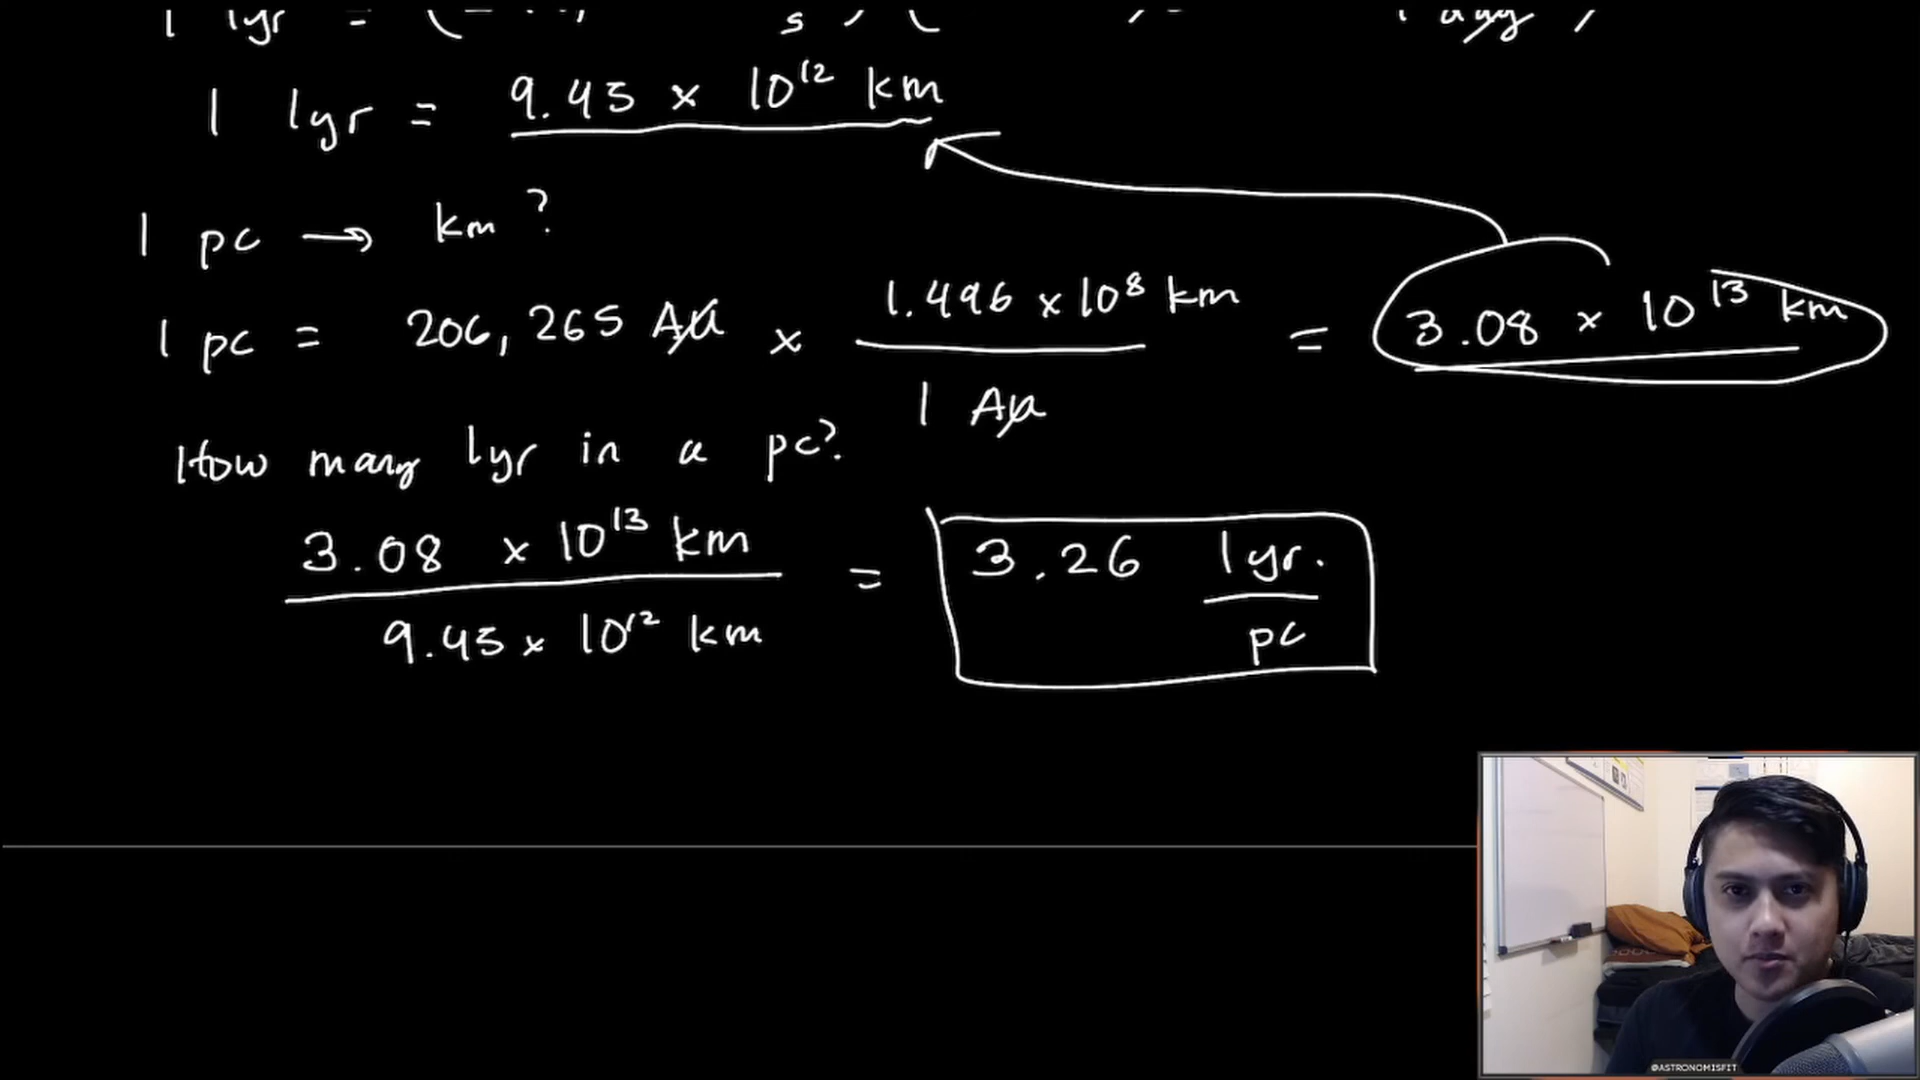 1 lyr =
1 lyr = 9.45 x 10¹² km
1 pc → km ?
1 pc = 206,265 AU x 1.496 x 10⁸ km / 1 AU = 3.08 x 10¹³ km
How many lyr in a pc?
3.08 x 10¹³ km / 9.45 x 10¹² km = 3.26 lyr. / pc
@ASTRONOMISFIT